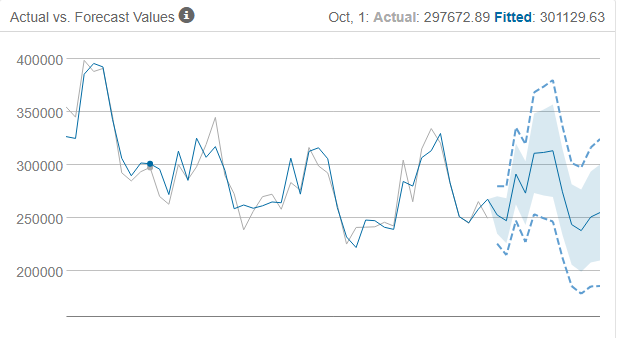 Actual vs. Forecast Values i
Oct, 1: Actual: 297672.89 Fitted: 301129.63
400000
350000
300000
250000
200000